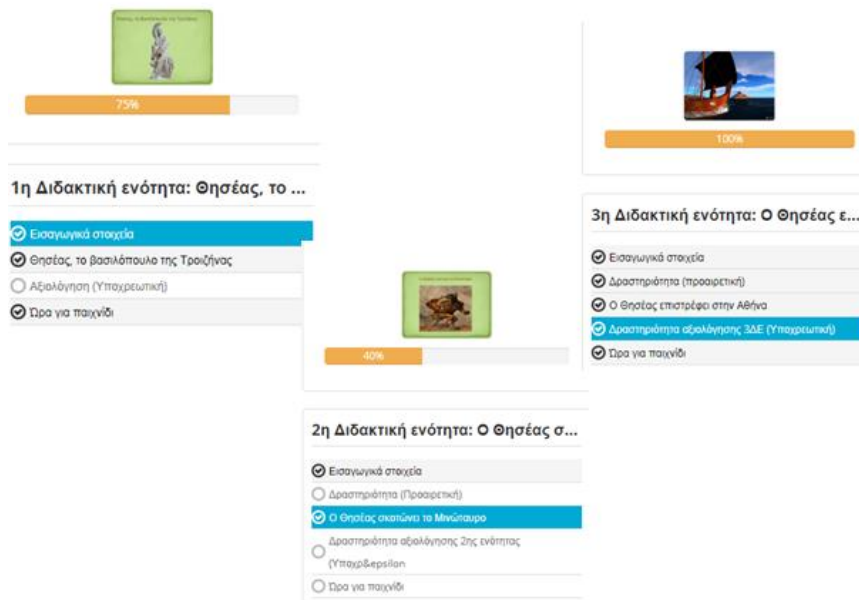 75%
1η Διδακτική ενότητα: Θησέας, το ...
Εισαγωγικά στοιχεία
Θησέας, το βασιλόπουλο της Τροιζήνας
Αξιολόγηση (Υποχρεωτική)
Ώρα για παιχνίδι
40%
2η Διδακτική ενότητα: Ο Θησέας σ...
Εισαγωγικά στοιχεία
Δραστηριότητα (Προαιρετική)
Ο Θησέας σκοτώνει το Μινώταυρο
Δραστηριότητα αξιολόγησης 2ης ενότητας
(Υποχρ&epsilon
Ώρα για παιχνίδι
100%
3η Διδακτική ενότητα: Ο Θησέας ε...
Εισαγωγικά στοιχεία
Δραστηριότητα (προαιρετική)
Ο Θησέας επιστρέφει στην Αθήνα
Δραστηριότητα αξιολόγησης 3ΔΕ (Υποχρεωτική)
Ώρα για παιχνίδι